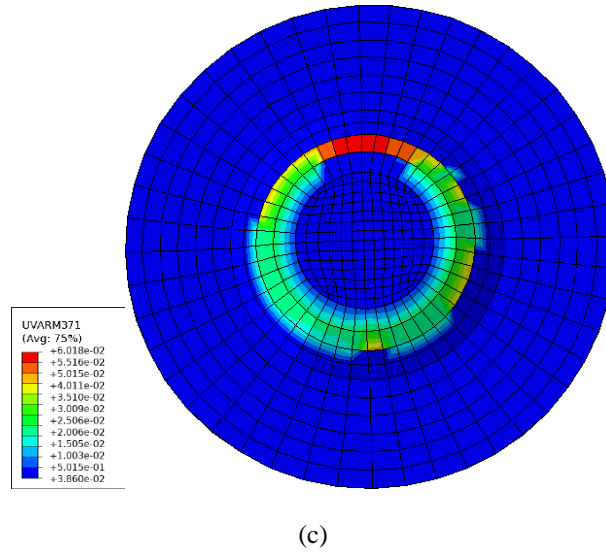 UVARM371
(Avg: 75%)
+6.018e-02
+5.516e-02
+5.015e-02
+4.011e-02
+3.510e-02
+3.009e-02
+2.506e-02
+2.006e-02
+1.505e-02
+1.003e-02
+5.015e-01
+3.860e-02
(c)